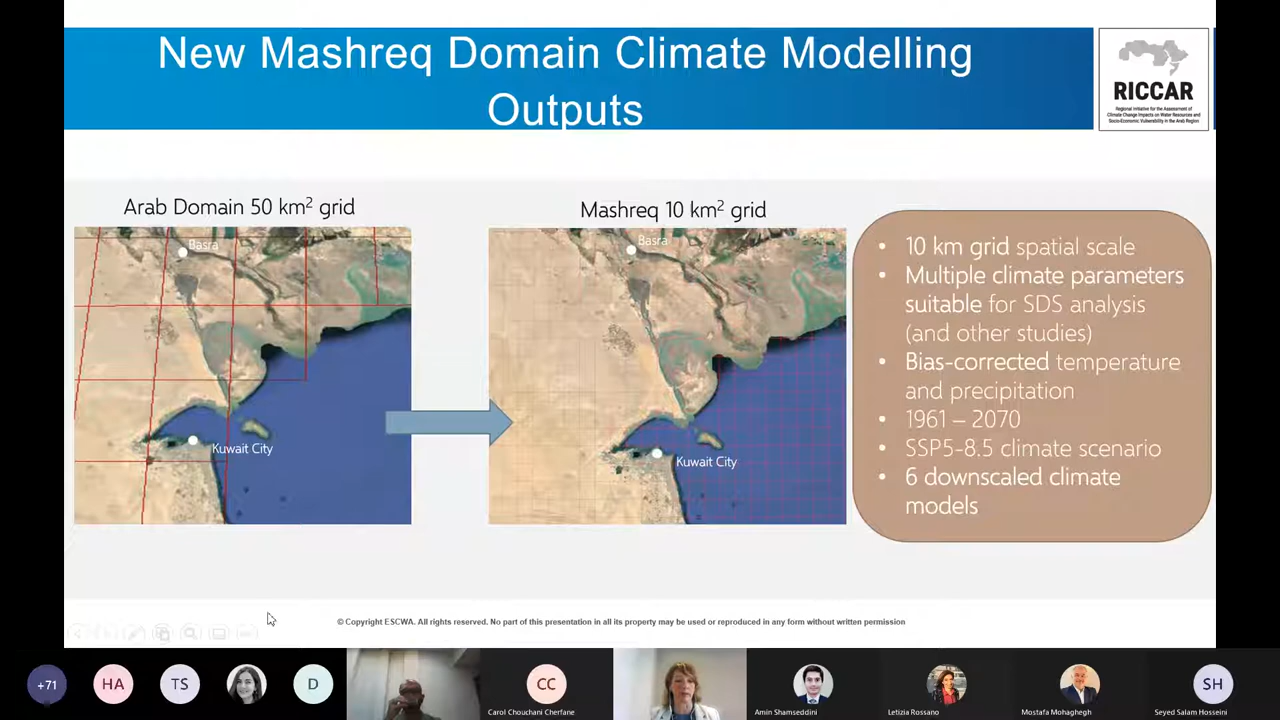 New Mashreq Domain Climate Modelling
Outputs
RICCAR
Regional Initiative for the Assessment of
Climate Change Impacts on Water Resources and
Socio-Economic Vulnerability in the Arab Region
Arab Domain 50 km² grid
Basra
Kuwait City
Mashreq 10 km² grid
Basra
Kuwait City
• 10 km grid spatial scale
• Multiple climate parameters
suitable for SDS analysis
(and other studies)
• Bias-corrected temperature
and precipitation
• 1961 – 2070
• SSP5-8.5 climate scenario
• 6 downscaled climate
models
© Copyright ESCWA. All rights reserved. No part of this presentation in all its property may be used or reproduced in any form without written permission
+71
HA
TS
D
CC
Carol Chouchani Cherfane
Amin Shamseddini
Letizia Rossano
Mostafa Mohaghegh
SH
Seyed Salam Hosseini